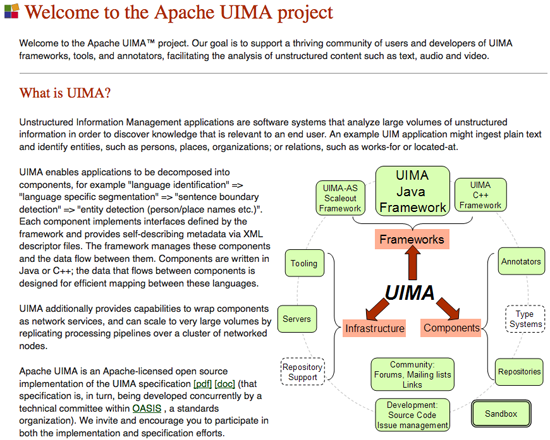 Welcome to the Apache UIMA project
Welcome to the Apache UIMA™ project. Our goal is to support a thriving community of users and developers of UIMA
frameworks, tools, and annotators, facilitating the analysis of unstructured content such as text, audio and video.
What is UIMA?
Unstructured Information Management applications are software systems that analyze large volumes of unstructured
information in order to discover knowledge that is relevant to an end user. An example UIM application might ingest plain text
and identify entities, such as persons, places, organizations; or relations, such as works-for or located-at.
UIMA enables applications to be decomposed into
components, for example "language identification" =>
"language specific segmentation" => "sentence boundary
detection" => "entity detection (person/place names etc.)".
Each component implements interfaces defined by the
framework and provides self-describing metadata via XML
descriptor files. The framework manages these components
and the data flow between them. Components are written in
Java or C++; the data that flows between components is
designed for efficient mapping between these languages.
UIMA additionally provides capabilities to wrap components
as network services, and can scale to very large volumes by
replicating processing pipelines over a cluster of networked
nodes.
Apache UIMA is an Apache-licensed open source
implementation of the UIMA specification [pdf] [doc] (that
specification is, in turn, being developed concurrently by a
technical committee within OASIS , a standards
organization). We invite and encourage you to participate in
both the implementation and specification efforts.
UIMA-AS
Scaleout
Framework
UIMA
Java
Framework
UIMA
C++
Framework
Frameworks
Tooling
Annotators
UIMA
Servers
Infrastructure
Components
Type
Systems
Repository
Support
Community:
Forums, Mailing lists
Links
Repositories
Development:
Source Code
Issue management
Sandbox